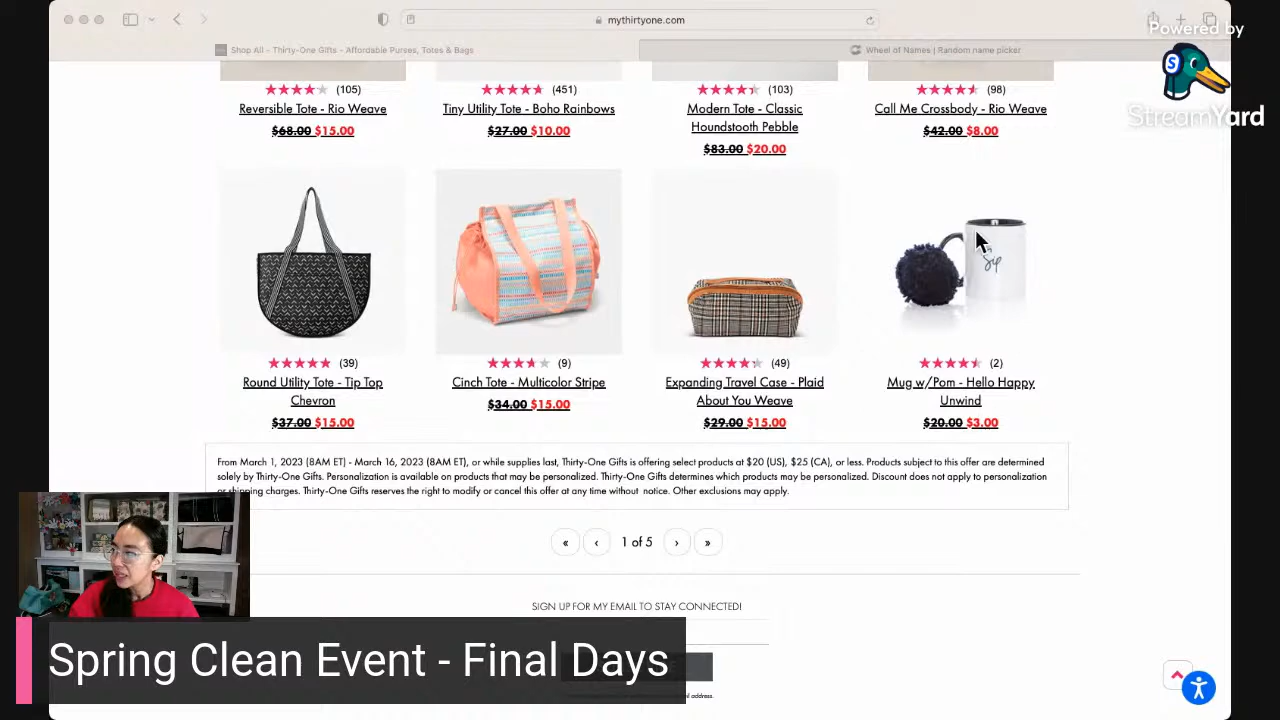 mythirtyone.com
Powered by
Shop All - Thirty-One Gifts - Affordable Purses, Totes & Bags
Wheel of Names | Random name picker
S
StreamYard
(105)
(451)
(103)
(98)
Reversible Tote - Rio Weave
Tiny Utility Tote - Boho Rainbows
Modern Tote - Classic
Houndstooth Pebble
Call Me Crossbody - Rio Weave
$68.00 $15.00
$27.00 $10.00
$83.00 $20.00
$42.00 $8.00
Sip
(39)
(9)
(49)
(2)
Round Utility Tote - Tip Top
Chevron
Cinch Tote - Multicolor Stripe
Expanding Travel Case - Plaid
About You Weave
Mug w/Pom - Hello Happy
Unwind
$37.00 $15.00
$34.00 $15.00
$29.00 $15.00
$20.00 $3.00
From March 1, 2023 (8AM ET) - March 16, 2023 (8AM ET), or while supplies last, Thirty-One Gifts is offering select products at $20 (US), $25 (CA), or less. Products subject to this offer are determined
solely by Thirty-One Gifts. Personalization is available on products that may be personalized. Thirty-One Gifts determines which products may be personalized. Discount does not apply to personalization
or shipping charges. Thirty-One Gifts reserves the right to modify or cancel this offer at any time without notice. Other exclusions may apply.
« ‹ 1 of 5 › »
SIGN UP FOR MY EMAIL TO STAY CONNECTED!
Spring Clean Event - Final Days
address.